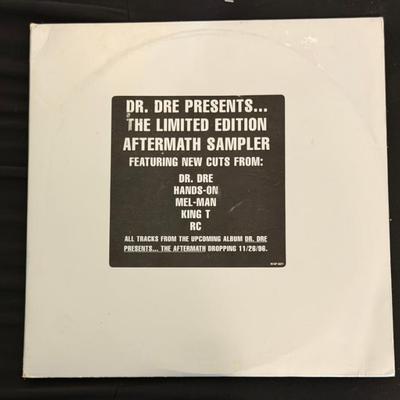 DR. DRE PRESENTS...
THE LIMITED EDITION
AFTERMATH SAMPLER
FEATURING NEW CUTS FROM:
DR. DRE
HANDS-ON
MEL-MAN
KING T
RC
ALL TRACKS FROM THE UPCOMING ALBUM DR. DRE
PRESENTS... THE AFTERMATH DROPPING 11/26/96.